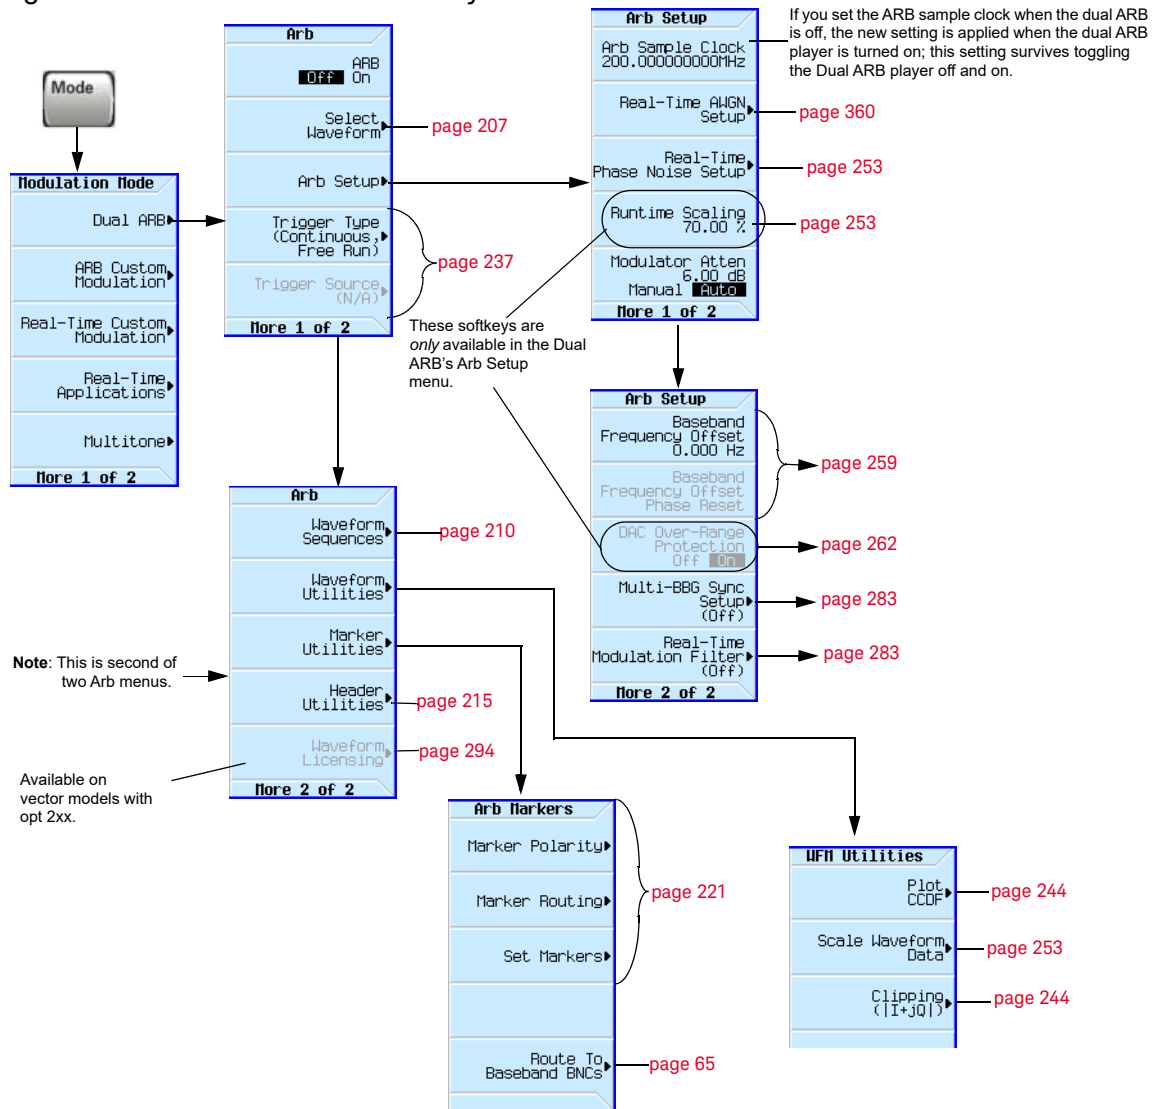 Mode
Modulation Mode
Dual ARB
ARB Custom
Modulation
Real-Time Custom
Modulation
Real-Time
Applications
Multitone
More 1 of 2
Arb
ARB
Off On
Select
Waveform
page 207
Arb Setup
Trigger Type
(Continuous,
Free Run)
Trigger Source
(N/A)
page 237
More 1 of 2
Arb Setup
Arb Sample Clock
200.000000000MHz
Real-Time AWGN
Setup
page 360
Real-Time
Phase Noise Setup
page 253
Runtime Scaling
70.00 %
page 253
Modulator Atten
6.00 dB
Manual Auto
More 1 of 2
If you set the ARB sample clock when the dual ARB
is off, the new setting is applied when the dual ARB
player is turned on; this setting survives toggling
the Dual ARB player off and on.
These softkeys are
only available in the Dual
ARB's Arb Setup
menu.
Arb Setup
Baseband
Frequency Offset
0.000 Hz
Baseband
Frequency Offset
Phase Reset
page 259
DAC Over-Range
Protection
Off On
page 262
Multi-BBG Sync
Setup
(Off)
page 283
Real-Time
Modulation Filter
(Off)
page 283
More 2 of 2
Arb
Waveform
Sequences
page 210
Waveform
Utilities
Marker
Utilities
Header
Utilities
page 215
Waveform
Licensing
page 294
More 2 of 2
Note: This is second of
two Arb menus.
Available on
vector models with
opt 2xx.
Arb Markers
Marker Polarity
Marker Routing
Set Markers
page 221
Route To
Baseband BNCs
page 65
WFM Utilities
Plot
CCDF
page 244
Scale Waveform
Data
page 253
Clipping
(|I+jQ|)
page 244